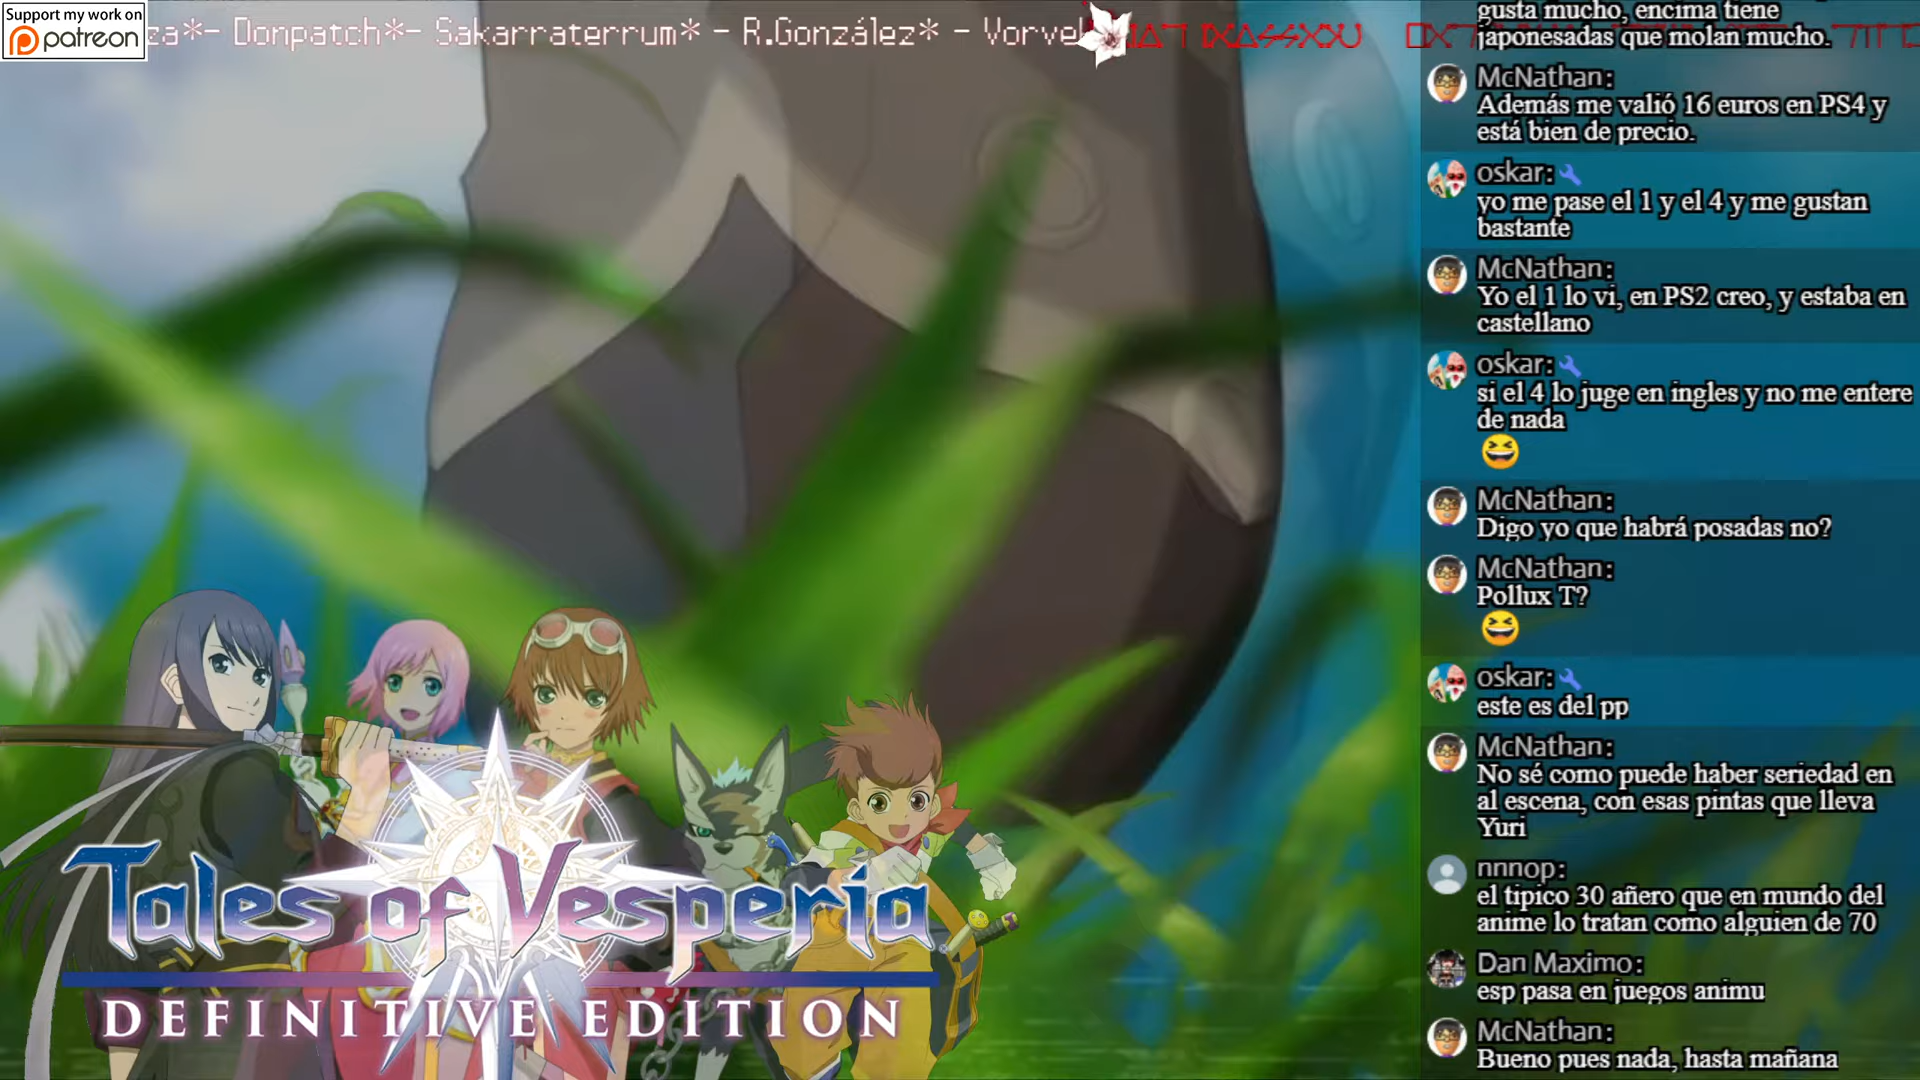 Support my work on
patreon
za*- Donpatch*- Sakarraterrum* - R.González* - Vorvek
gusta mucho, encima tiene
japonesadas que molan mucho.
McNathan:
Además me valió 16 euros en PS4 y
está bien de precio.
oskar:
yo me pase el 1 y el 4 y me gustan
bastante
McNathan:
Yo el 1 lo vi, en PS2 creo, y estaba en
castellano
oskar:
si el 4 lo juge en ingles y no me entere
de nada
😆
McNathan:
Digo yo que habrá posadas no?
McNathan:
Pollux T?
😆
oskar:
este es del pp
McNathan:
No sé como puede haber seriedad en
al escena, con esas pintas que lleva
Yuri
nnnop:
el tipico 30 añero que en mundo del
anime lo tratan como alguien de 70
Dan Maximo:
esp pasa en juegos animu
McNathan:
Bueno pues nada, hasta mañana
Tales of Vesperia
DEFINITIVE EDITION